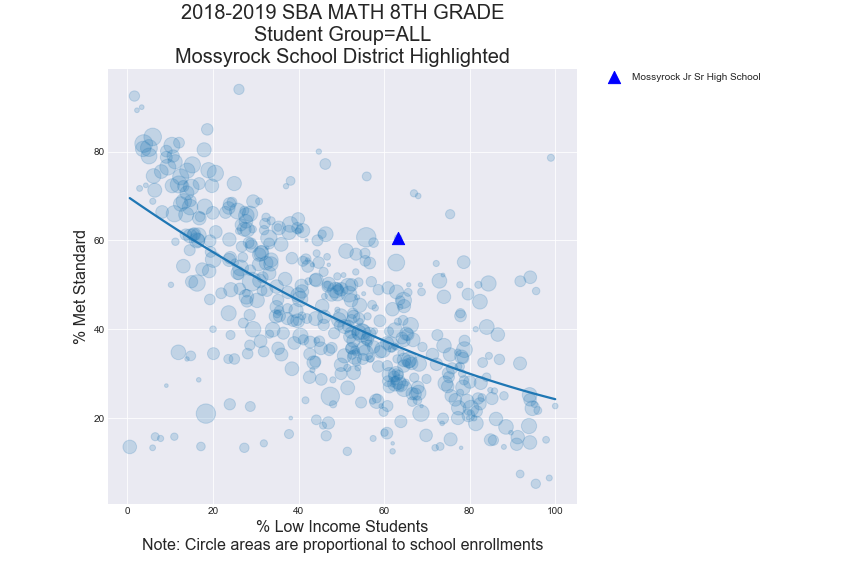 2018-2019 SBA MATH 8TH GRADE
Student Group=ALL
Mossyrock School District Highlighted
Mossyrock Jr Sr High School
% Met Standard
80
60
40
20
0 20 40 60 80 100
% Low Income Students
Note: Circle areas are proportional to school enrollments